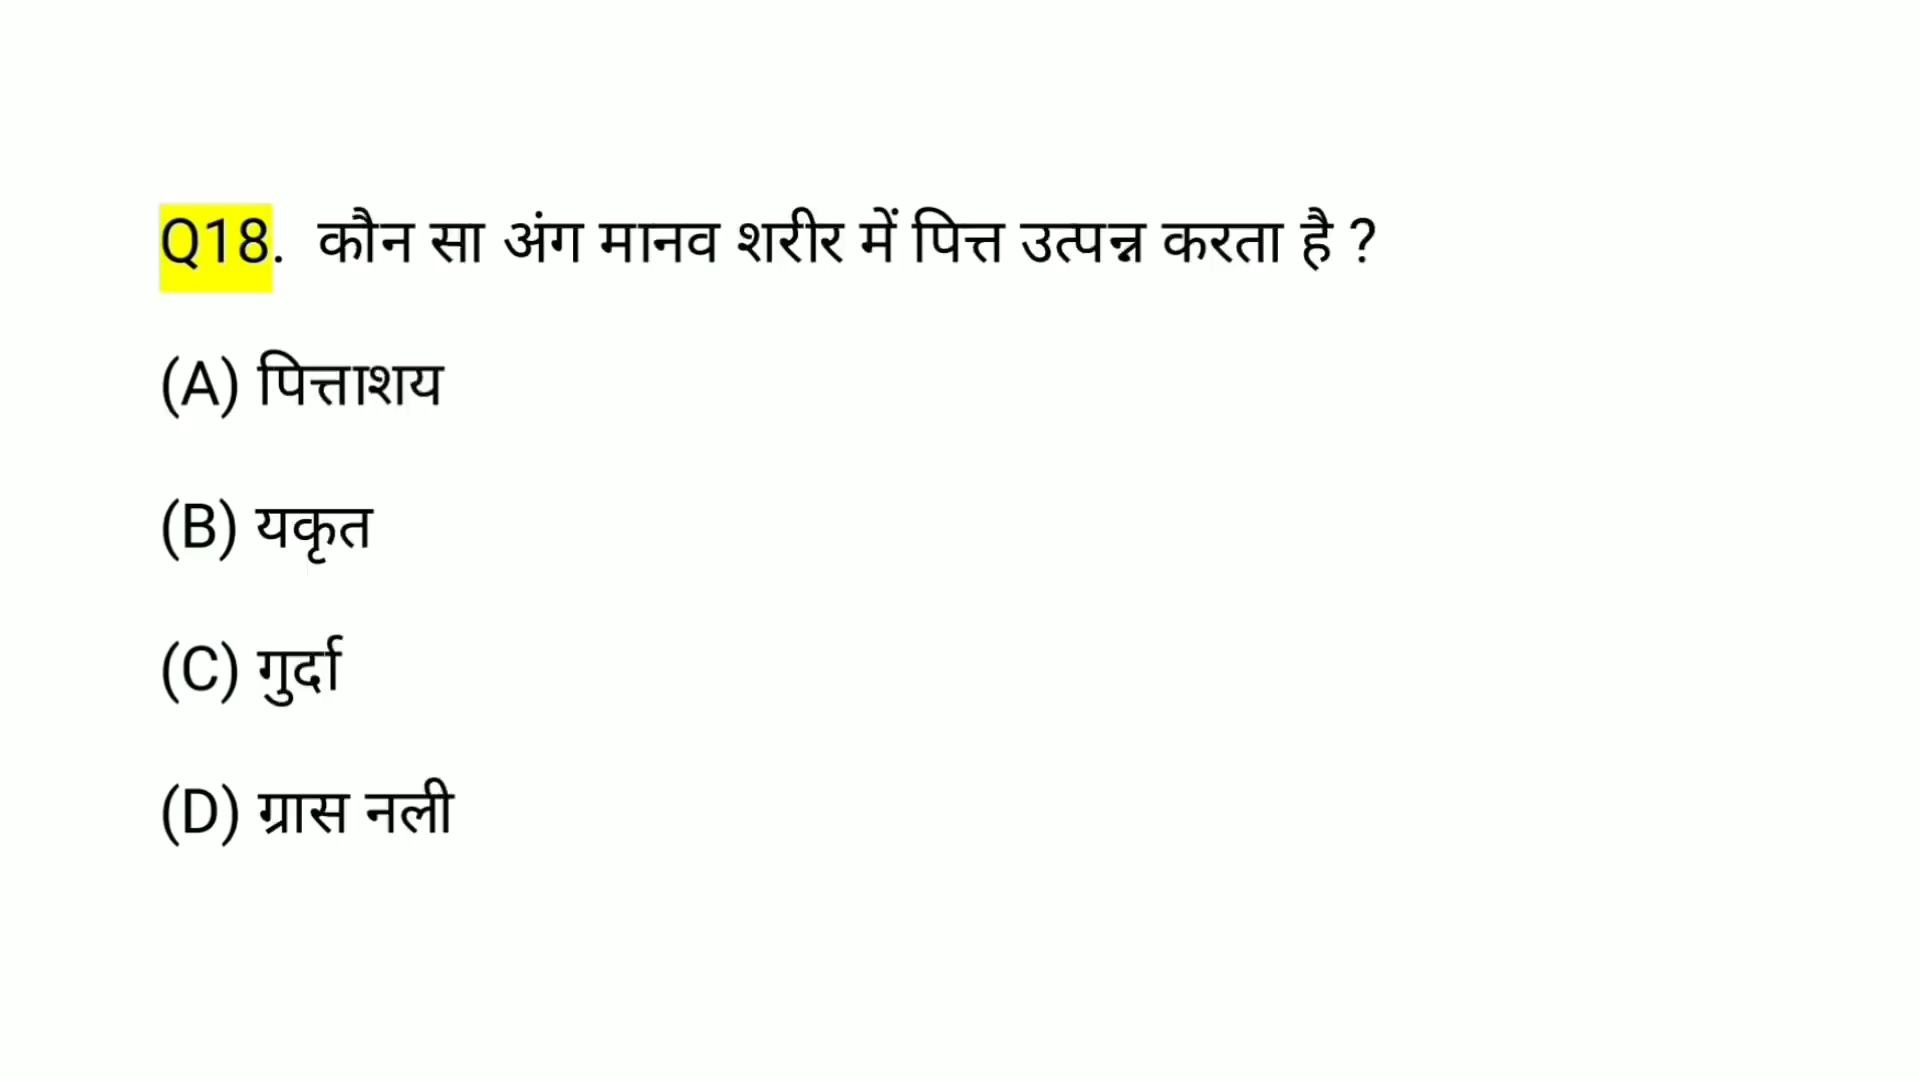 Q18. कौन सा अंग मानव शरीर में पित्त उत्पन्न करता है ?
(A) पित्ताशय
(B) यकृत
(C) गुर्दा
(D) ग्रास नली